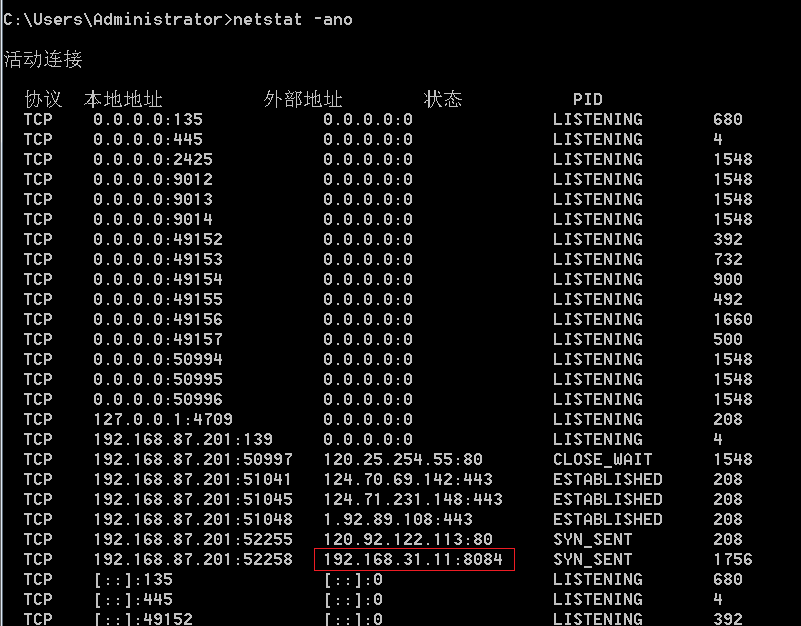 C:\Users\Administrator>netstat -ano
活动连接
协议 本地地址 外部地址 状态 PID
TCP 0.0.0.0:135 0.0.0.0:0 LISTENING 680
TCP 0.0.0.0:445 0.0.0.0:0 LISTENING 4
TCP 0.0.0.0:2425 0.0.0.0:0 LISTENING 1548
TCP 0.0.0.0:9012 0.0.0.0:0 LISTENING 1548
TCP 0.0.0.0:9013 0.0.0.0:0 LISTENING 1548
TCP 0.0.0.0:9014 0.0.0.0:0 LISTENING 1548
TCP 0.0.0.0:49152 0.0.0.0:0 LISTENING 392
TCP 0.0.0.0:49153 0.0.0.0:0 LISTENING 732
TCP 0.0.0.0:49154 0.0.0.0:0 LISTENING 900
TCP 0.0.0.0:49155 0.0.0.0:0 LISTENING 492
TCP 0.0.0.0:49156 0.0.0.0:0 LISTENING 1660
TCP 0.0.0.0:49157 0.0.0.0:0 LISTENING 500
TCP 0.0.0.0:50994 0.0.0.0:0 LISTENING 1548
TCP 0.0.0.0:50995 0.0.0.0:0 LISTENING 1548
TCP 0.0.0.0:50996 0.0.0.0:0 LISTENING 1548
TCP 127.0.0.1:4709 0.0.0.0:0 LISTENING 208
TCP 192.168.87.201:139 0.0.0.0:0 LISTENING 4
TCP 192.168.87.201:50997 120.25.254.55:80 CLOSE_WAIT 1548
TCP 192.168.87.201:51041 124.70.69.142:443 ESTABLISHED 208
TCP 192.168.87.201:51045 124.71.231.148:443 ESTABLISHED 208
TCP 192.168.87.201:51048 1.92.89.108:443 ESTABLISHED 208
TCP 192.168.87.201:52255 120.92.122.113:80 SYN_SENT 208
TCP 192.168.87.201:52258 192.168.31.11:8084 SYN_SENT 1756
TCP [::]:135 [::]:0 LISTENING 680
TCP [::]:445 [::]:0 LISTENING 4
TCP [::]:49152 [::]:0 LISTENING 392